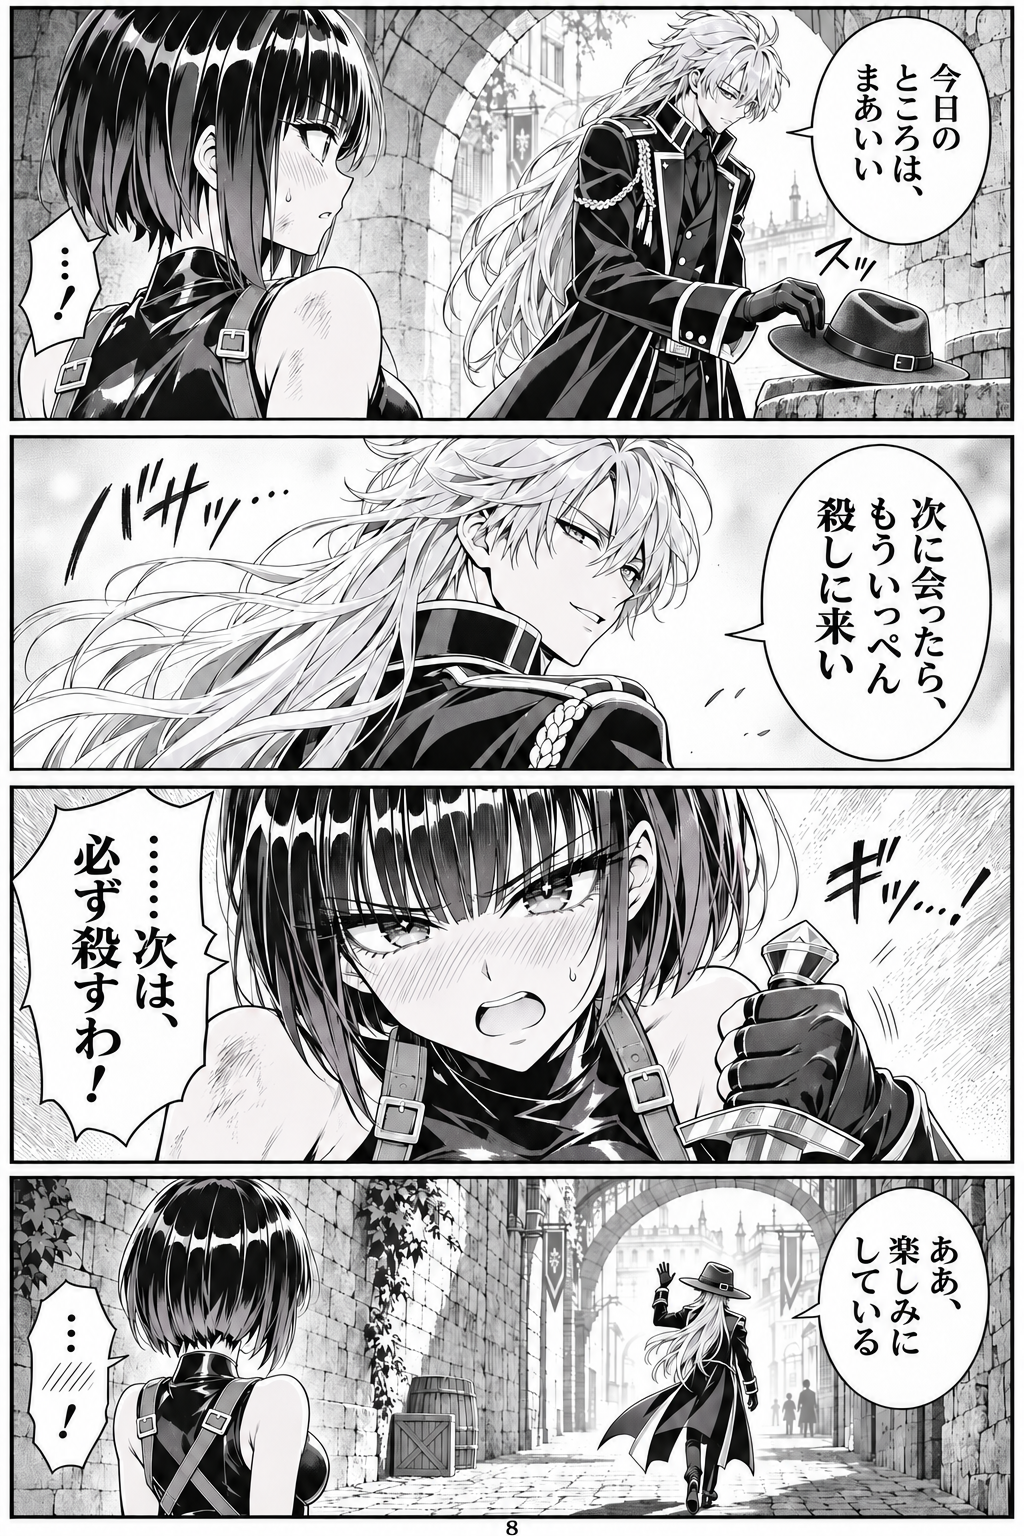 今日の
ところは、
まあいい
スッ
…！
次に会ったら、
もういっぺん
殺しに来い
バサッ…
ギッ…！
……次は、
必ず殺すわ！
ああ、
楽しみに
している
…
！
8